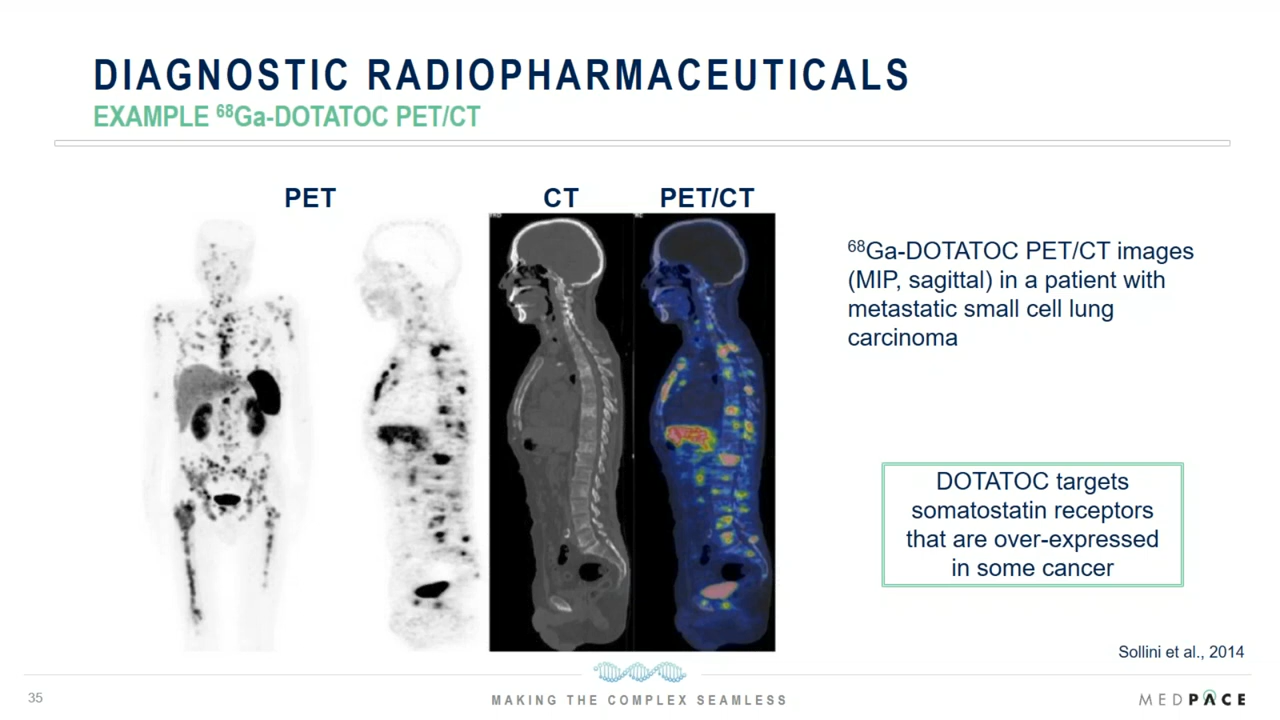 DIAGNOSTIC RADIOPHARMACEUTICALS
EXAMPLE ⁶⁸Ga-DOTATOC PET/CT
PET
CT
PET/CT
⁶⁸Ga-DOTATOC PET/CT images
(MIP, sagittal) in a patient with
metastatic small cell lung
carcinoma
DOTATOC targets
somatostatin receptors
that are over-expressed
in some cancer
Sollini et al., 2014
35
MAKING THE COMPLEX SEAMLESS
MEDPACE